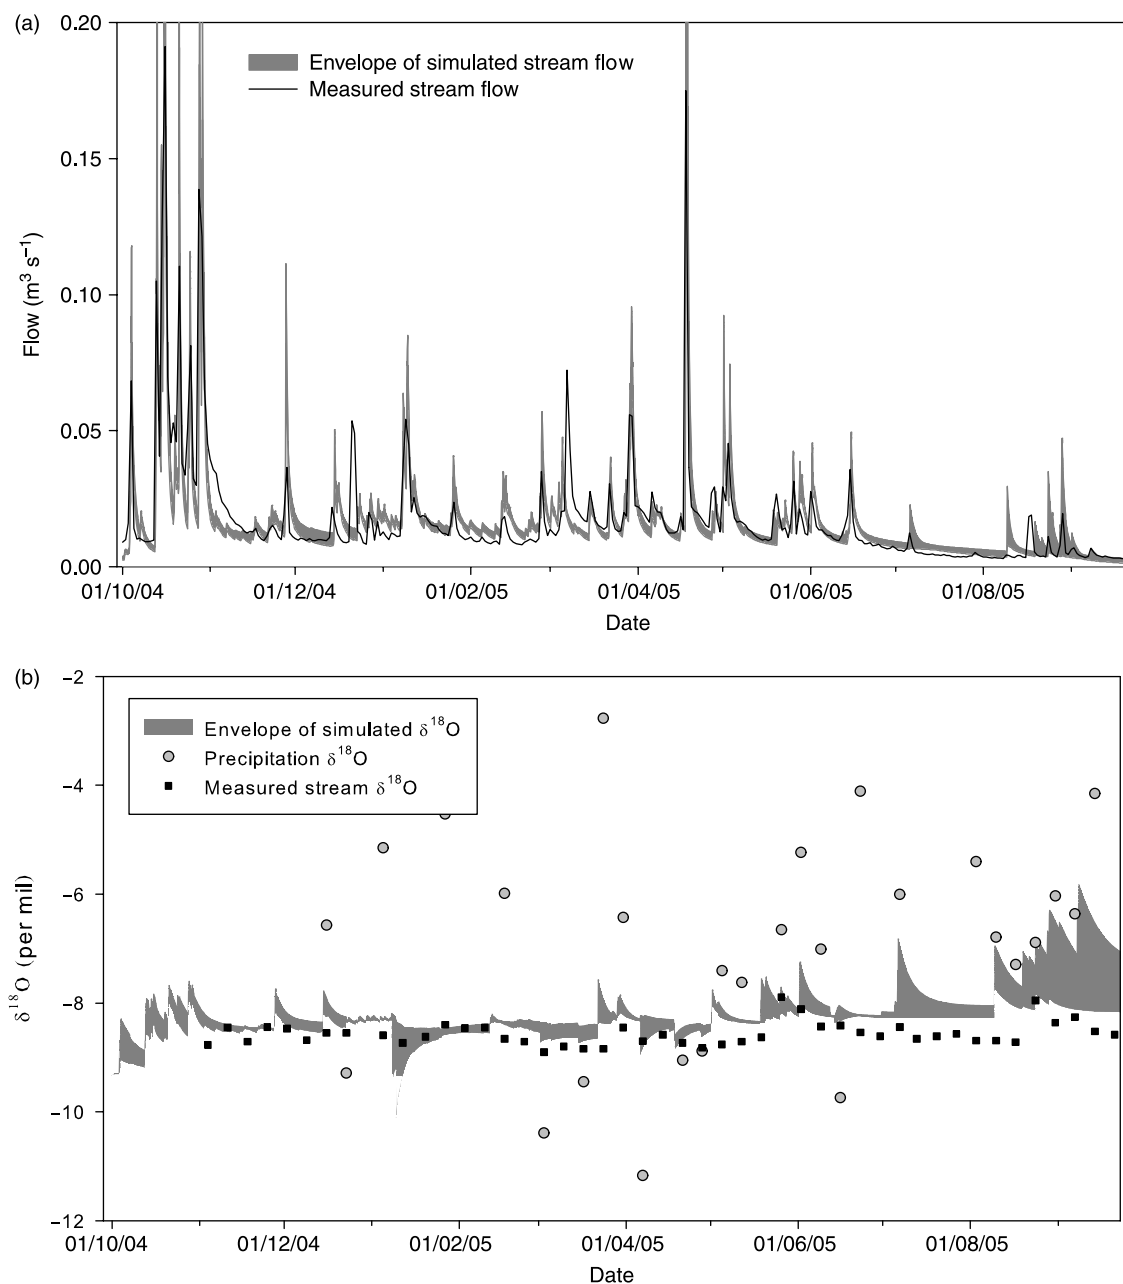 (a)
0.20
0.15
0.10
0.05
0.00
Flow (m³ s⁻¹)
Envelope of simulated stream flow
Measured stream flow
01/10/04 01/12/04 01/02/05 01/04/05 01/06/05 01/08/05
Date
(b)
−2
−4
−6
−8
−10
−12
δ¹⁸O (per mil)
Envelope of simulated δ¹⁸O
Precipitation δ¹⁸O
Measured stream δ¹⁸O
01/10/04 01/12/04 01/02/05 01/04/05 01/06/05 01/08/05
Date